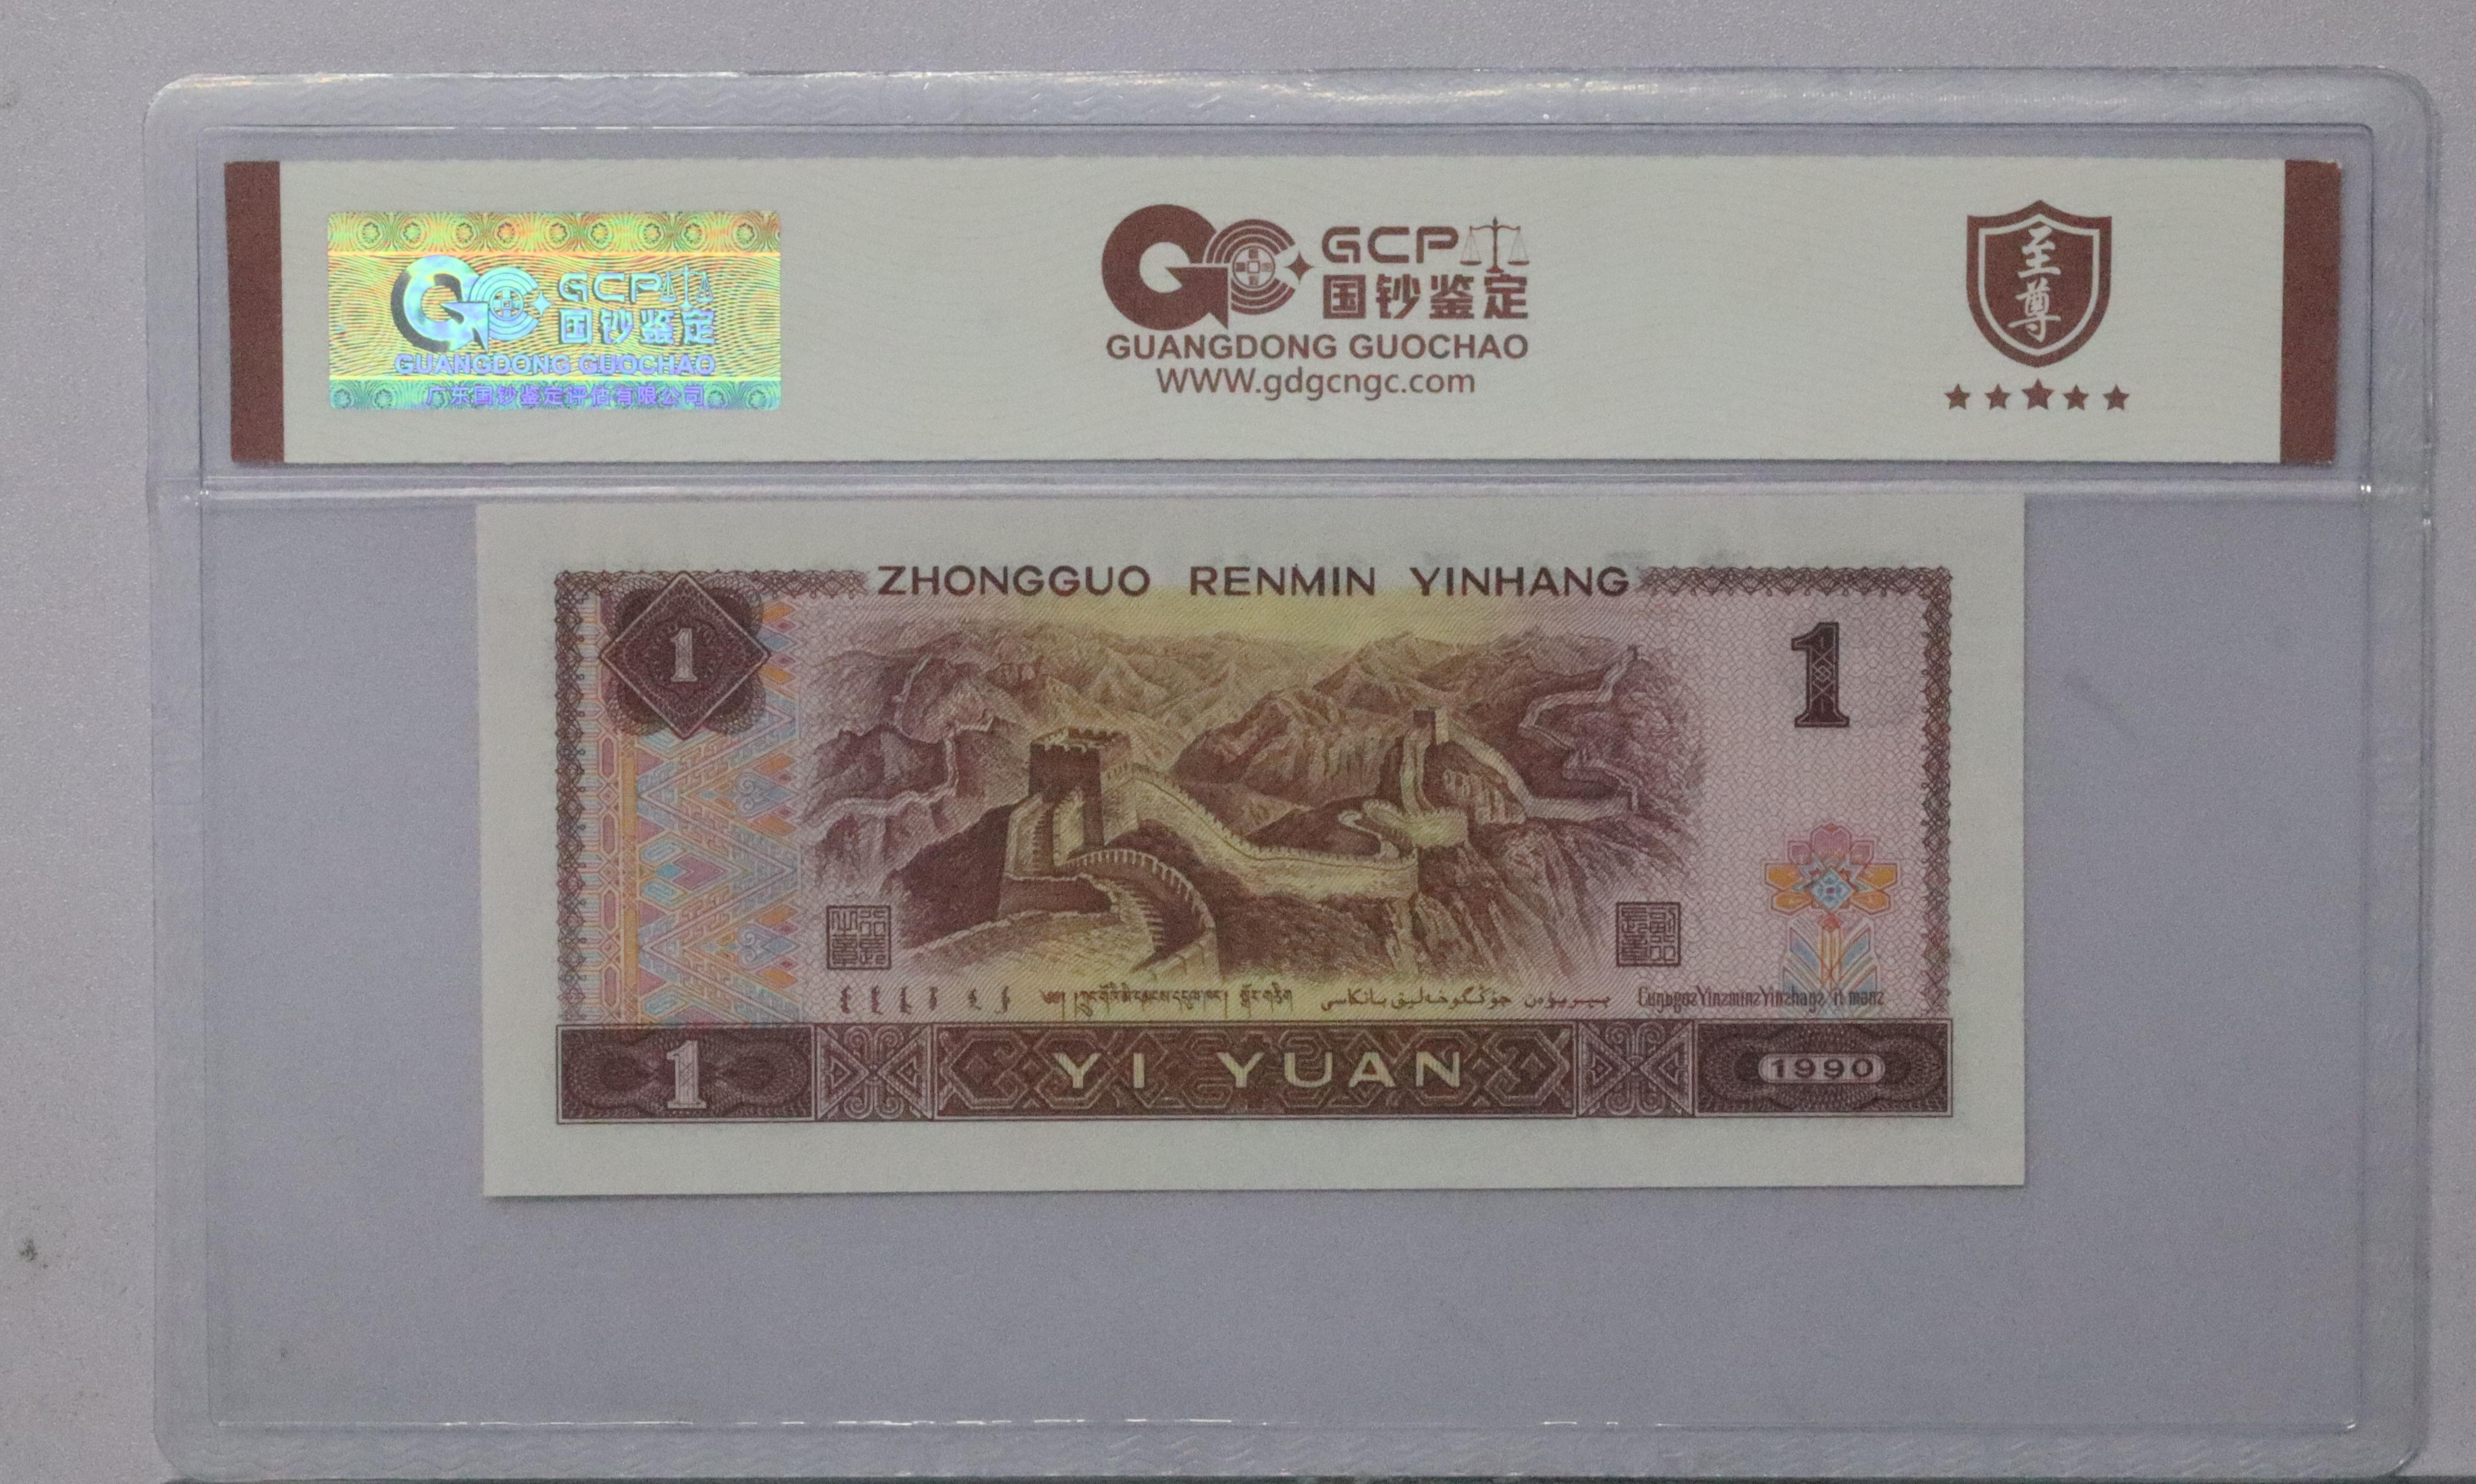 GCP
国钞鉴定
GUANGDONG GUOCHAO
广东国钞鉴定评估有限公司
GCP
国钞鉴定
GUANGDONG GUOCHAO
WWW.gdgcngc.com
至尊
ZHONGGUO RENMIN YINHANG
1
1
1
YI YUAN
1990